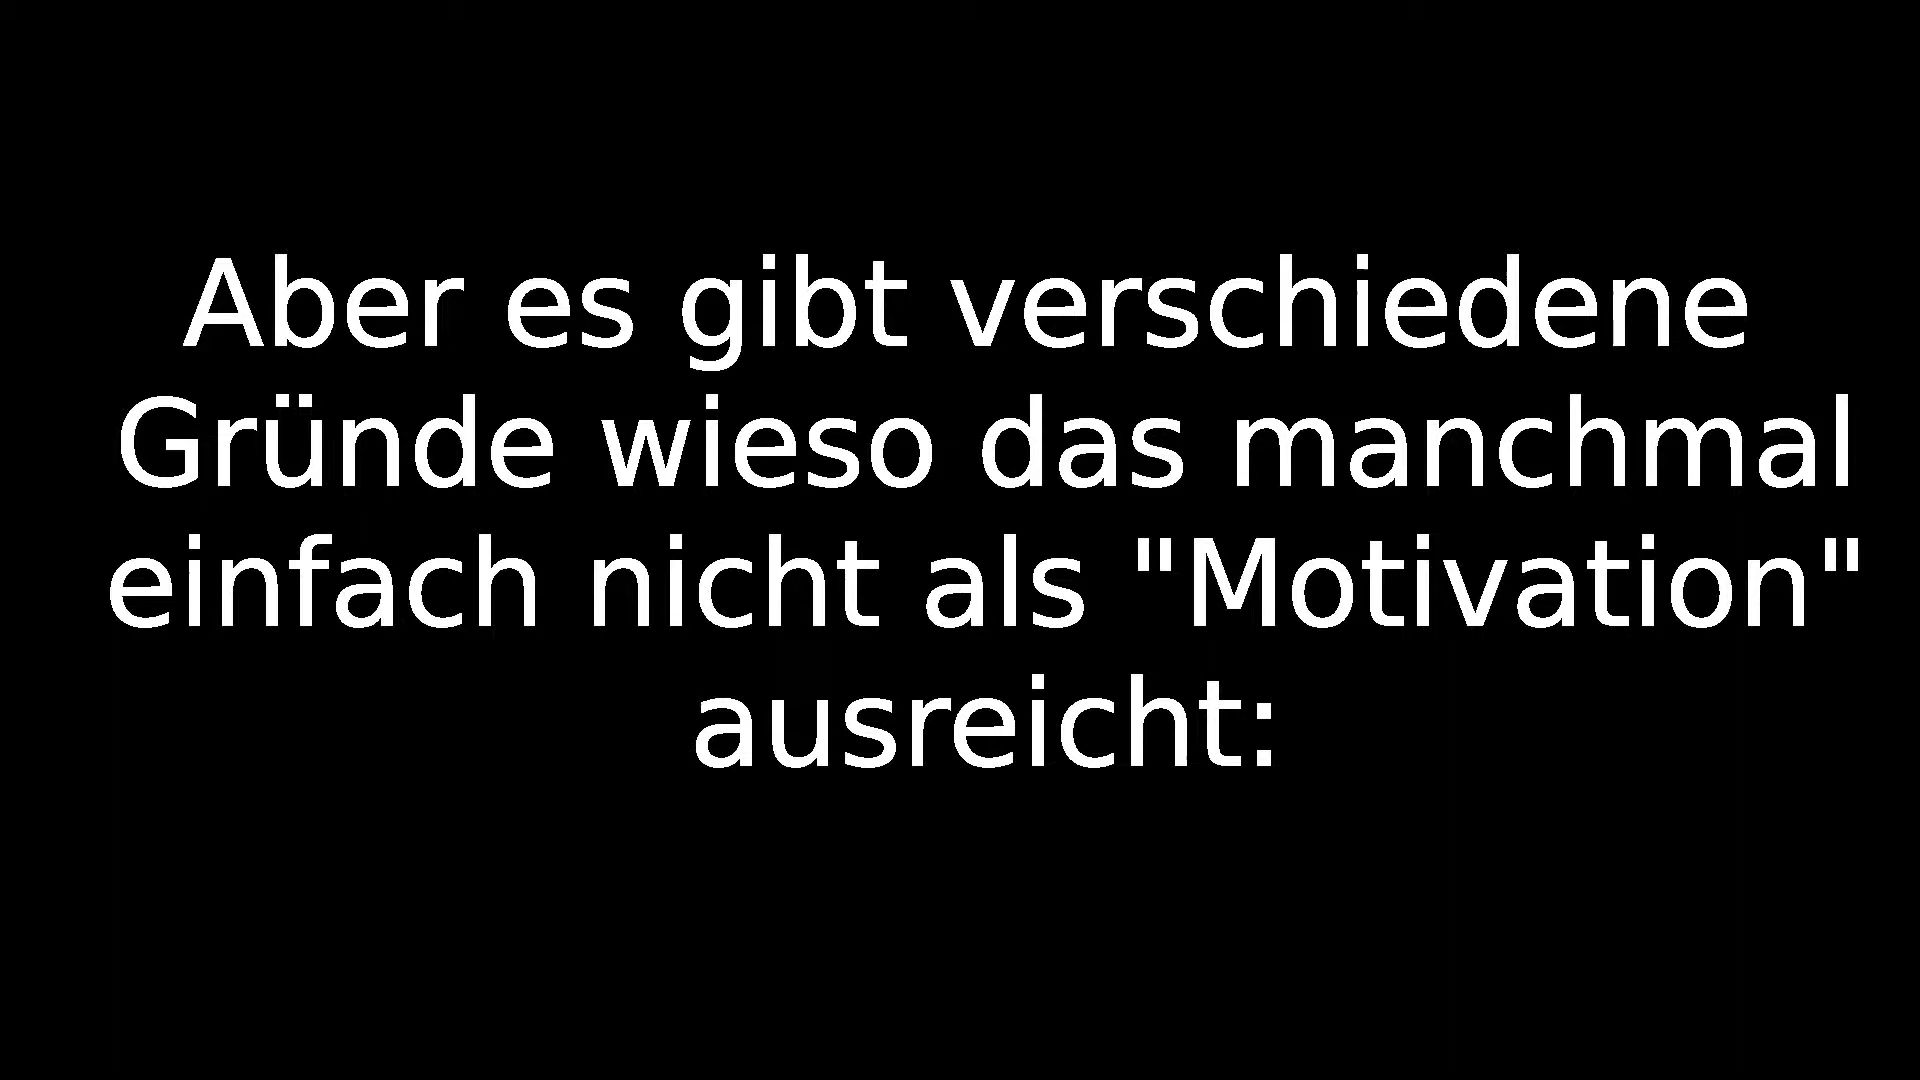 Aber es gibt verschiedene
Gründe wieso das manchmal
einfach nicht als "Motivation"
ausreicht: